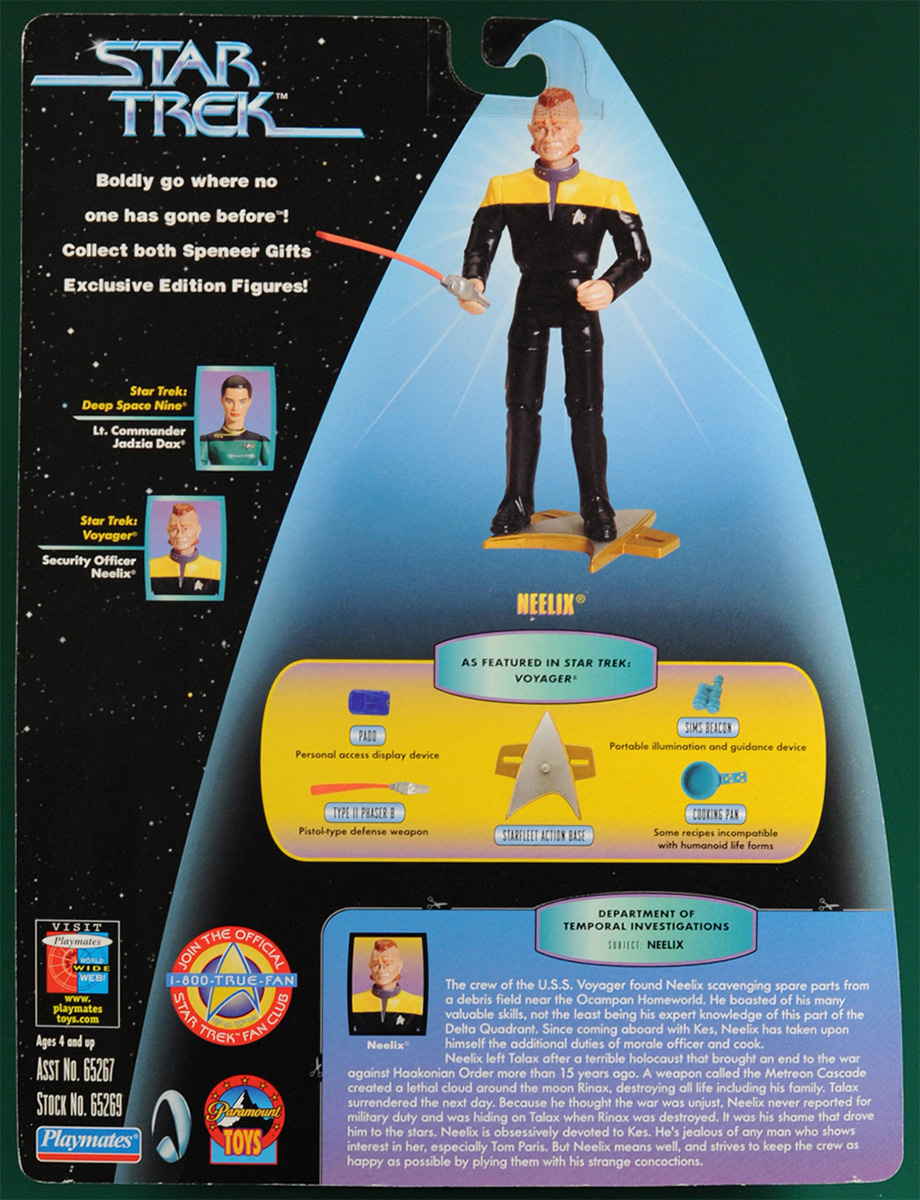 STAR
TREK™
Boldly go where no
one has gone before™!
Collect both Speneer Gifts
Exclusive Edition Figures!
Star Trek:
Deep Space Nine®
Lt. Commander
Jadzia Dax®
Star Trek:
Voyager®
Security Officer
Neelix®
NEELIX®
AS FEATURED IN STAR TREK:
VOYAGER®
PADD
Personal access display device
TYPE II PHASER-B
Pistol-type defense weapon
STARFLEET ACTION BASE
SIMS BEACON
Portable illumination and guidance device
COOKING PAN
Some recipes incompatible
with humanoid life forms
DEPARTMENT OF
TEMPORAL INVESTIGATIONS
SUBJECT: NEELIX
Neelix®
The crew of the U.S.S. Voyager found Neelix scavenging spare parts from
a debris field near the Ocampan Homeworld. He boasted of his many
valuable skills, not the least being his expert knowledge of this part of the
Delta Quadrant. Since coming aboard with Kes, Neelix has taken upon
himself the additional duties of morale officer and cook.
Neelix left Talax after a terrible holocaust that brought an end to the war
against Haakonian Order more than 15 years ago. A weapon called the Metreon Cascade
created a lethal cloud around the moon Rinax, destroying all life including his family. Talax
surrendered the next day. Because he thought the war was unjust, Neelix never reported for
military duty and was hiding on Talax when Rinax was destroyed. It was his shame that drove
him to the stars. Neelix is obsessively devoted to Kes. He's jealous of any man who shows
interest in her, especially Tom Paris. But Neelix means well, and strives to keep the crew as
happy as possible by plying them with his strange concoctions.
VISIT
Playmates
WORLD
WIDE
WEB!
www.
playmates
toys.com
JOIN THE OFFICIAL
1-800-TRUE-FAN
STAR TREK™ FAN CLUB
Ages 4 and up
ASST NO. 65267
STOCK NO. 65269
Playmates®
Paramount
TOYS